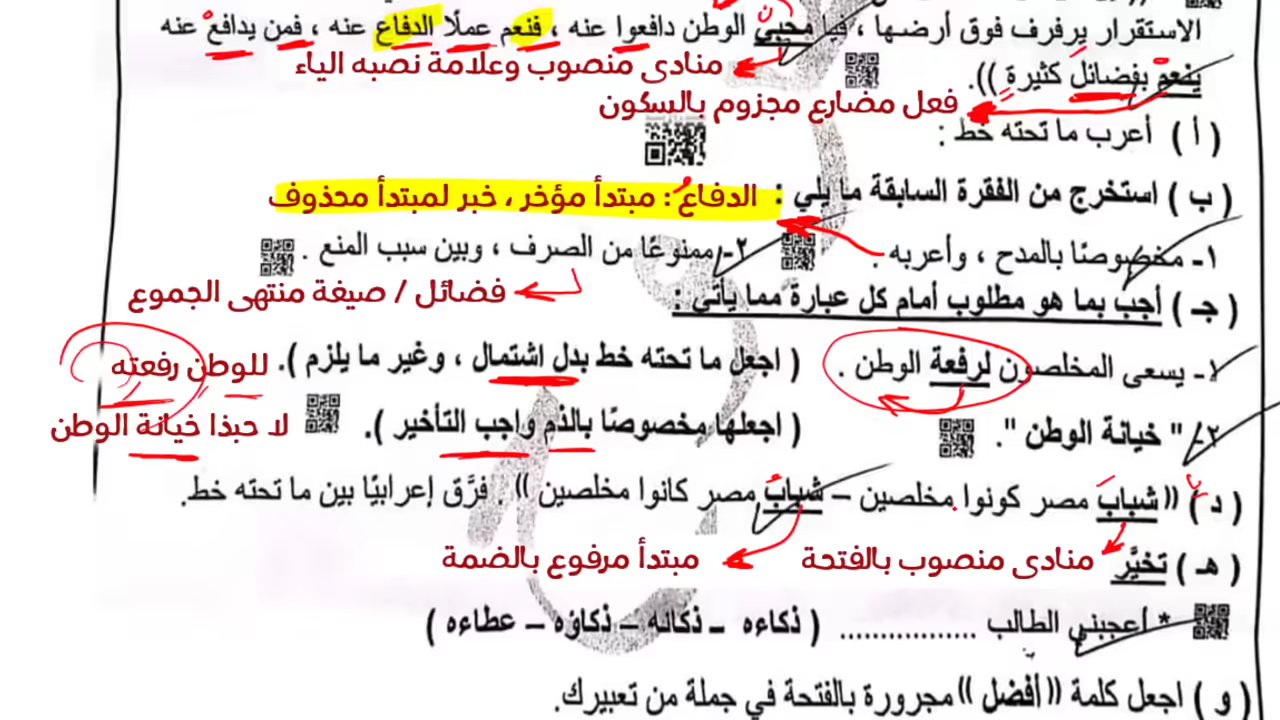 الاستقرار يرفرف فوق أرضها ، فيا محبي الوطن دافعوا عنه ، فنعم عملًا الدفاع عنه ، فمن يدافع عنه
منادى منصوب وعلامة نصبه الياء
ينعم بفضائل كثيرة )).
فعل مضارع مجزوم بالسكون
( أ ) أعرب ما تحته خط :
( ب ) استخرج من الفقرة السابقة ما يلي :
الدفاعُ : مبتدأ مؤخر ، خبر لمبتدأ محذوف
١- مخصوصًا بالمدح ، وأعربه . ٢- ممنوعًا من الصرف ، وبين سبب المنع .
فضائل / صيغة منتهى الجموع
( جـ ) أجب بما هو مطلوب أمام كل عبارة مما يأتي :
١- يسعى المخلصون لرفعة الوطن . ( اجعل ما تحته خط بدل اشتمال ، وغير ما يلزم ).
للوطن رفعته
٢- " خيانة الوطن ". ( اجعلها مخصوصًا بالذم واجب التأخير ).
لا حبذا خيانة الوطن
( د ) (( شبابَ مصر كونوا مخلصين – شبابُ مصر كانوا مخلصين )) فرَّق إعرابيًا بين ما تحته خط.
منادى منصوب بالفتحة
مبتدأ مرفوع بالضمة
( هـ ) تخيَّر
* أعجبني الطالب ................ ( ذكاءه – ذكائه – ذكاؤه – عطاءه )
( و ) اجعل كلمة (( أفضل )) مجرورة بالفتحة في جملة من تعبيرك.